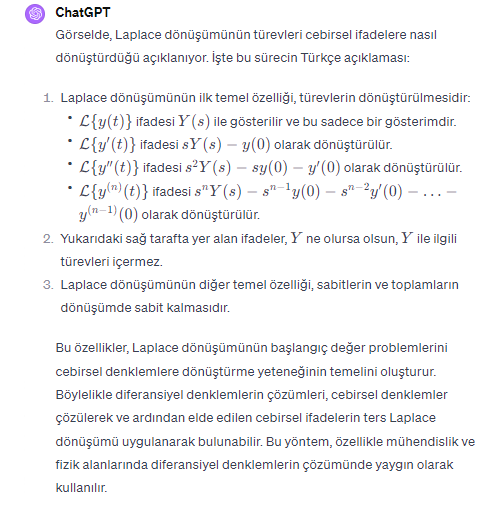 ChatGPT
Görselde, Laplace dönüşümünün türevleri cebirsel ifadelere nasıl
dönüştürdüğü açıklanıyor. İşte bu sürecin Türkçe açıklaması:
1. Laplace dönüşümünün ilk temel özelliği, türevlerin dönüştürülmesidir:
• ℒ{y(t)} ifadesi Y(s) ile gösterilir ve bu sadece bir gösterimdir.
• ℒ{y′(t)} ifadesi sY(s) − y(0) olarak dönüştürülür.
• ℒ{y″(t)} ifadesi s²Y(s) − sy(0) − y′(0) olarak dönüştürülür.
• ℒ{y⁽ⁿ⁾(t)} ifadesi sⁿY(s) − sⁿ⁻¹y(0) − sⁿ⁻²y′(0) − … −
y⁽ⁿ⁻¹⁾(0) olarak dönüştürülür.
2. Yukarıdaki sağ tarafta yer alan ifadeler, Y ne olursa olsun, Y ile ilgili
türevleri içermez.
3. Laplace dönüşümünün diğer temel özelliği, sabitlerin ve toplamların
dönüşümde sabit kalmasıdır.
Bu özellikler, Laplace dönüşümünün başlangıç değer problemlerini
cebirsel denklemlere dönüştürme yeteneğinin temelini oluşturur.
Böylelikle diferansiyel denklemlerin çözümleri, cebirsel denklemler
çözülerek ve ardından elde edilen cebirsel ifadelerin ters Laplace
dönüşümü uygulanarak bulunabilir. Bu yöntem, özellikle mühendislik ve
fizik alanlarında diferansiyel denklemlerin çözümünde yaygın olarak
kullanılır.